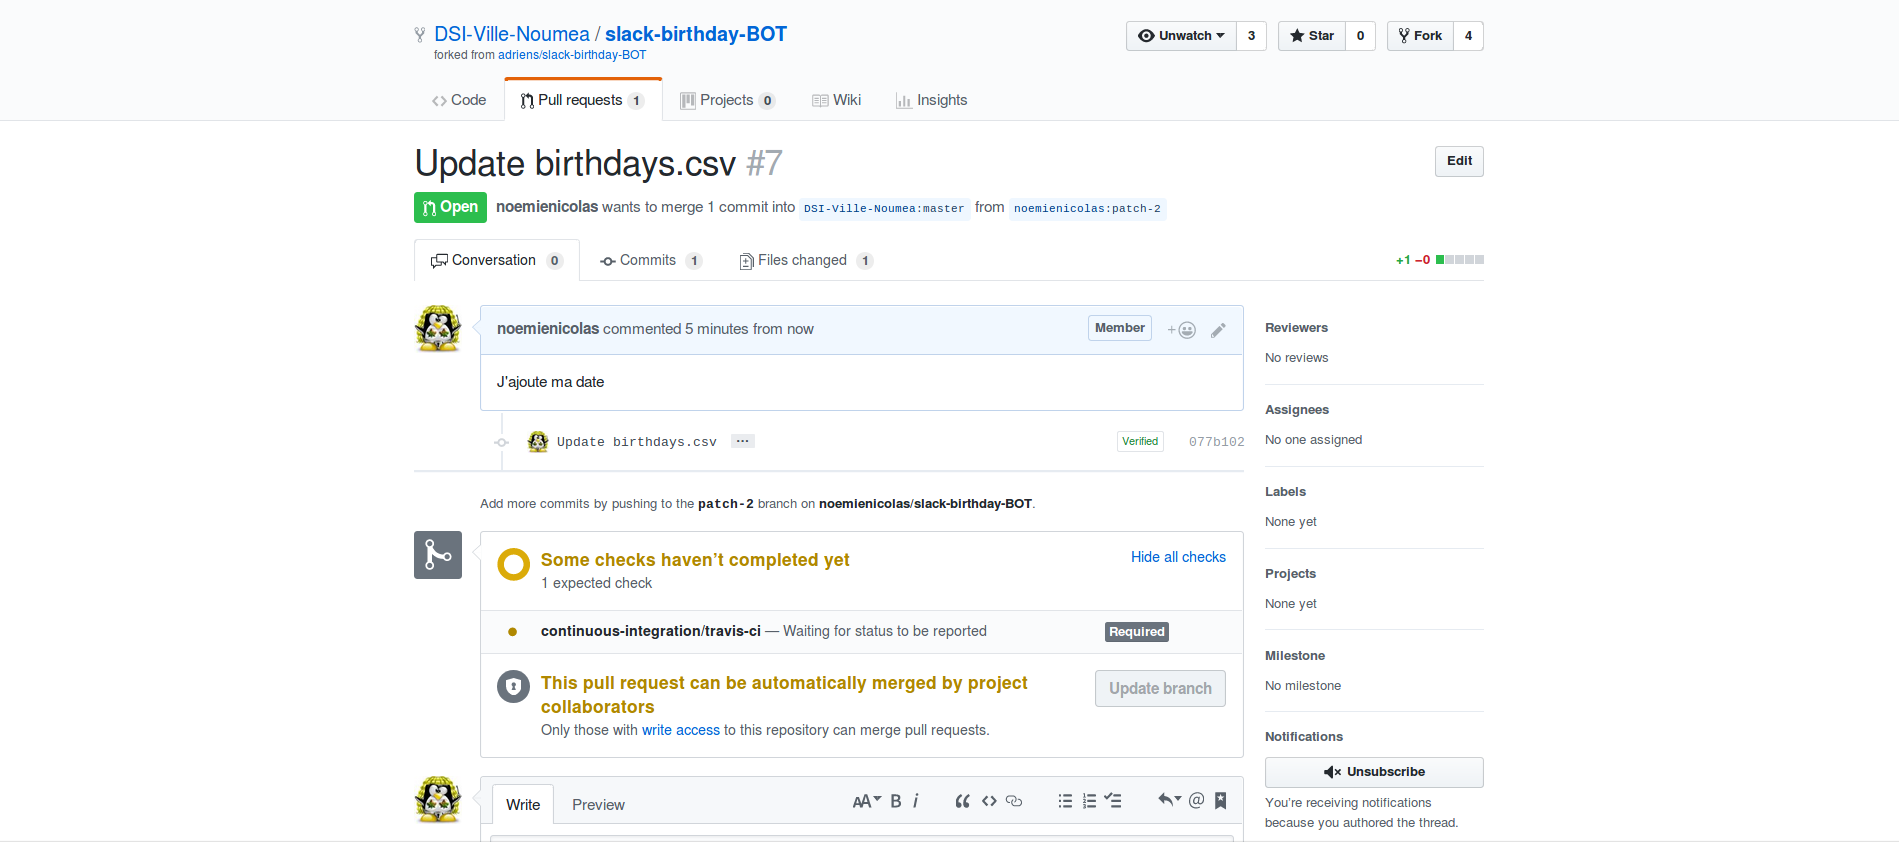 DSI-Ville-Noumea / slack-birthday-BOT
forked from adriens/slack-birthday-BOT
Unwatch 3
Star 0
Fork 4
Code
Pull requests 1
Projects 0
Wiki
Insights
Update birthdays.csv #7
Edit
Open
noemienicolas wants to merge 1 commit into DSI-Ville-Noumea:master from noemienicolas:patch-2
Conversation 0
Commits 1
Files changed 1
+1 −0
noemienicolas commented 5 minutes from now
Member
J'ajoute ma date
Update birthdays.csv
Verified
077b102
Add more commits by pushing to the patch-2 branch on noemienicolas/slack-birthday-BOT.
Some checks haven’t completed yet
1 expected check
Hide all checks
continuous-integration/travis-ci — Waiting for status to be reported
Required
This pull request can be automatically merged by project
collaborators
Only those with write access to this repository can merge pull requests.
Update branch
Write
Preview
Reviewers
No reviews
Assignees
No one assigned
Labels
None yet
Projects
None yet
Milestone
No milestone
Notifications
Unsubscribe
You’re receiving notifications
because you authored the thread.